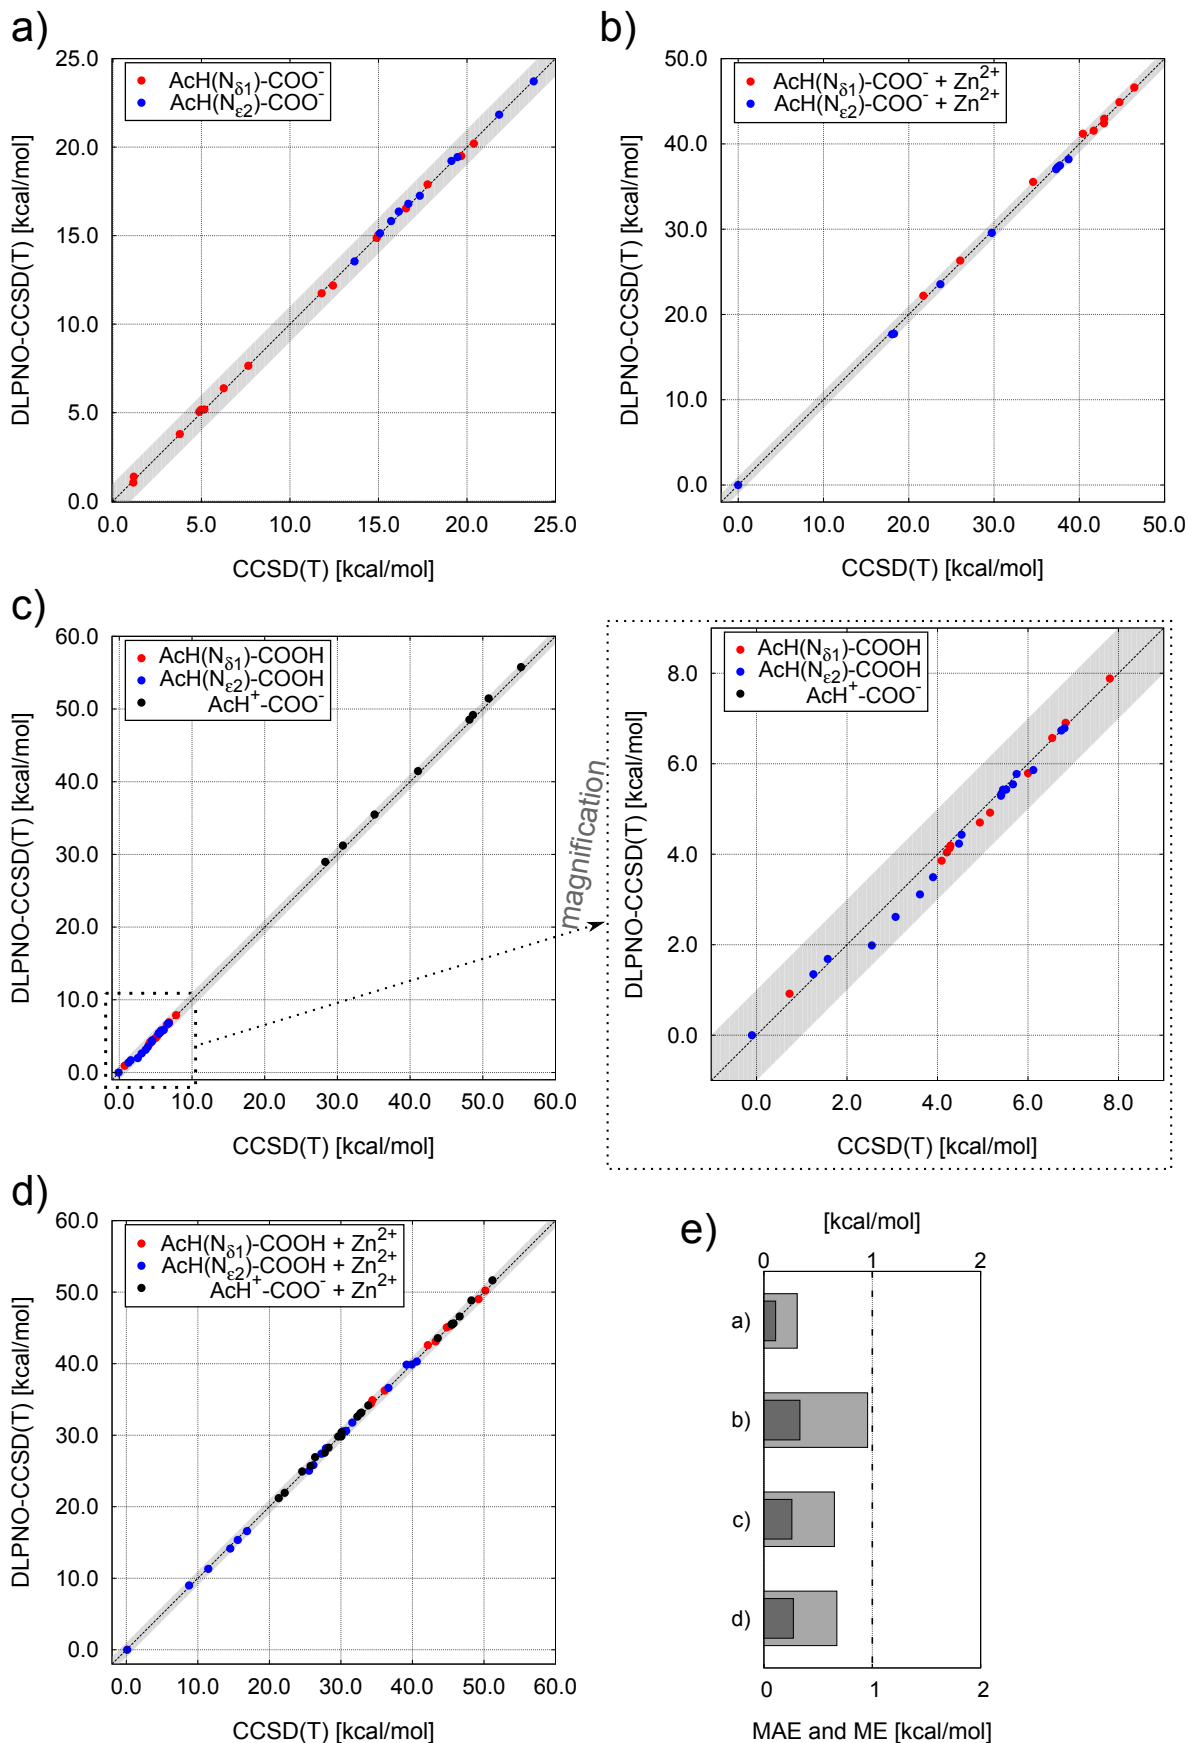 a)
25.0
20.0
15.0
10.0
5.0
0.0
DLPNO-CCSD(T) [kcal/mol]
AcH(Nδ1)-COO⁻
AcH(Nε2)-COO⁻
0.0 5.0 10.0 15.0 20.0 25.0
CCSD(T) [kcal/mol]
b)
50.0
40.0
30.0
20.0
10.0
0.0
DLPNO-CCSD(T) [kcal/mol]
AcH(Nδ1)-COO⁻ + Zn²⁺
AcH(Nε2)-COO⁻ + Zn²⁺
0.0 10.0 20.0 30.0 40.0 50.0
CCSD(T) [kcal/mol]
c)
60.0
50.0
40.0
30.0
20.0
10.0
0.0
DLPNO-CCSD(T) [kcal/mol]
AcH(Nδ1)-COOH
AcH(Nε2)-COOH
AcH⁺-COO⁻
0.0 10.0 20.0 30.0 40.0 50.0 60.0
CCSD(T) [kcal/mol]
magnification
8.0
6.0
4.0
2.0
0.0
DLPNO-CCSD(T) [kcal/mol]
AcH(Nδ1)-COOH
AcH(Nε2)-COOH
AcH⁺-COO⁻
0.0 2.0 4.0 6.0 8.0
CCSD(T) [kcal/mol]
d)
60.0
50.0
40.0
30.0
20.0
10.0
0.0
DLPNO-CCSD(T) [kcal/mol]
AcH(Nδ1)-COOH + Zn²⁺
AcH(Nε2)-COOH + Zn²⁺
AcH⁺-COO⁻ + Zn²⁺
0.0 10.0 20.0 30.0 40.0 50.0 60.0
CCSD(T) [kcal/mol]
e)
[kcal/mol]
0 1 2
a)
b)
c)
d)
0 1 2
MAE and ME [kcal/mol]